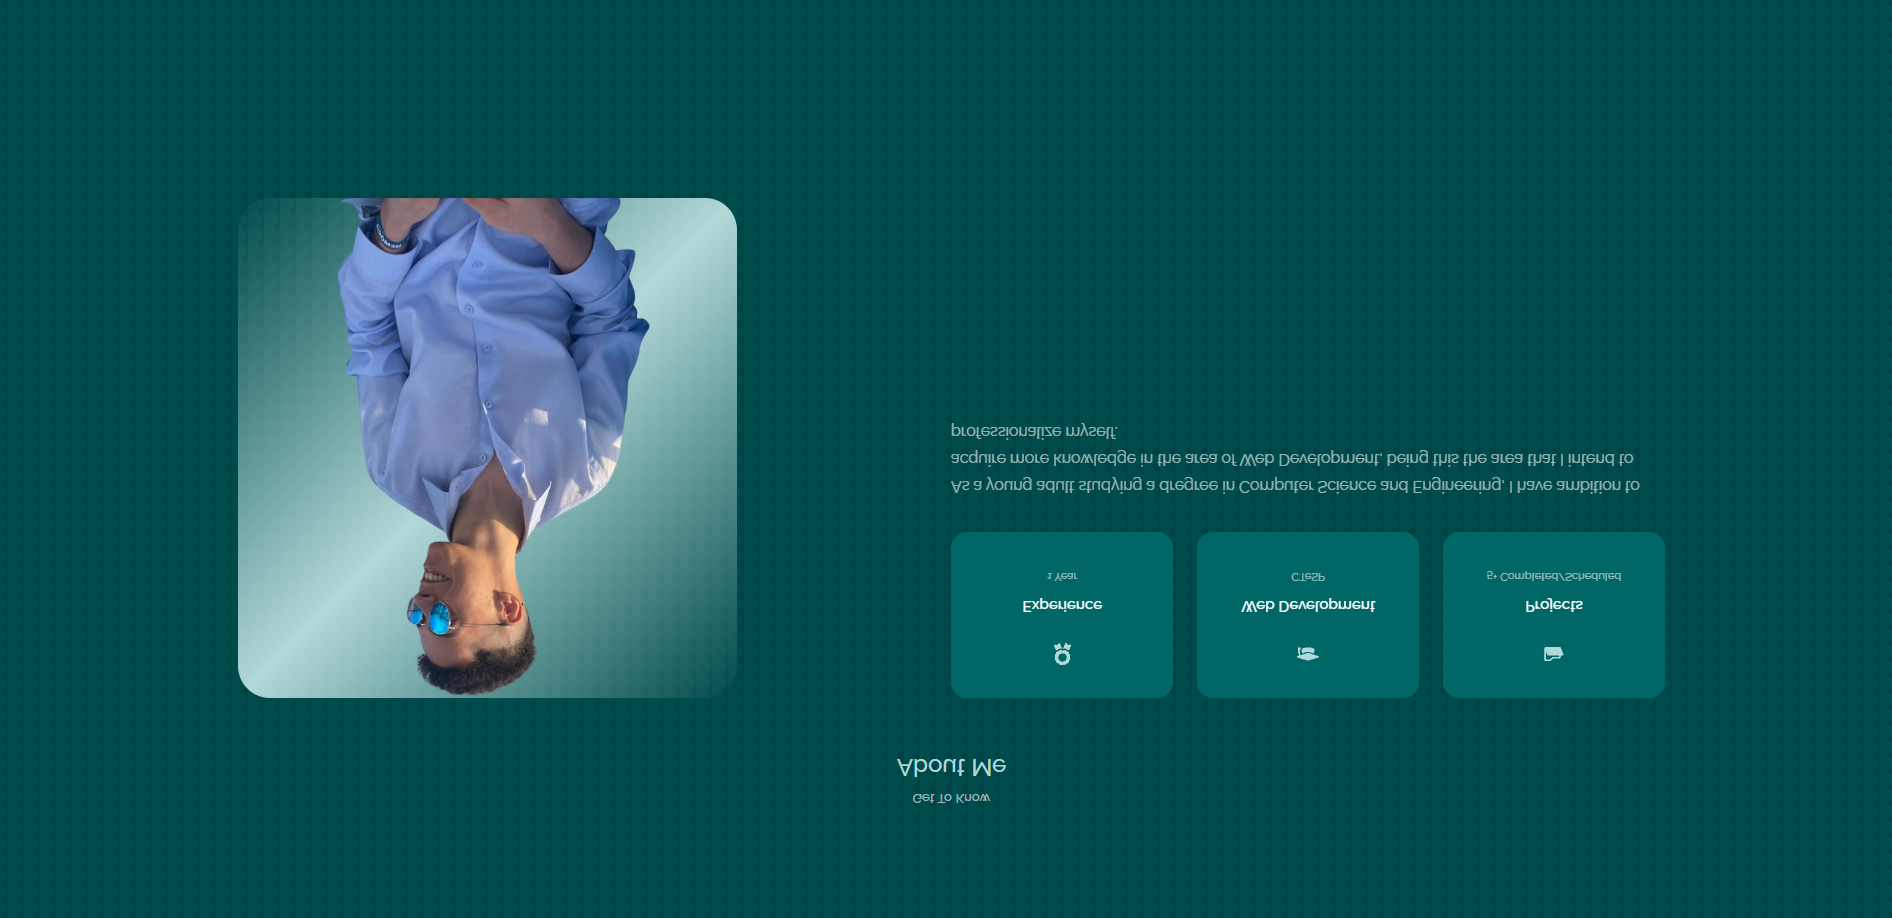 Get To Know
About Me
Experience
1 Year
Web Development
CTeSP
Projects
5+ Completed/Scheduled
As a young adult studying a dregree in Computer Science and Engineering, I have ambition to
acquire more knowledge in the area of Web Development, being this the area that I intend to
professionalize myself.